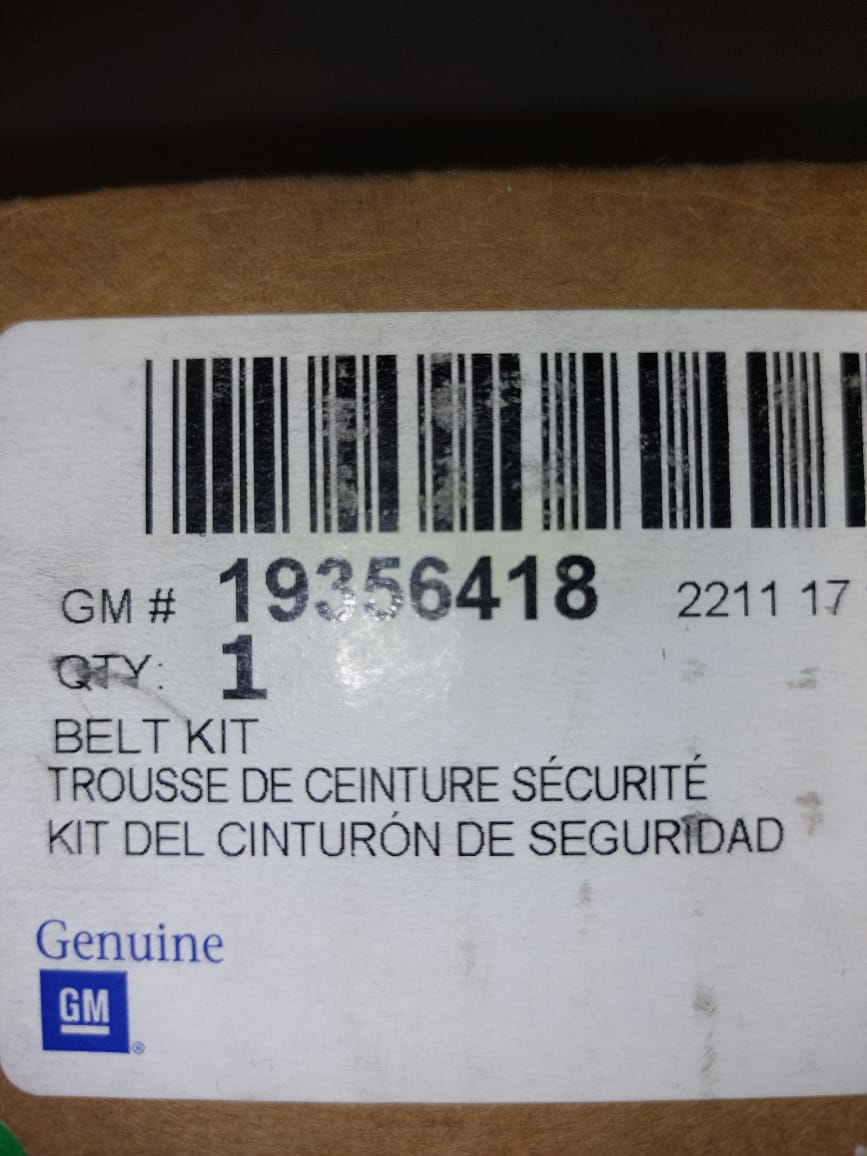 GM # 19356418 2211 17
QTY: 1
BELT KIT
TROUSSE DE CEINTURE SÉCURITÉ
KIT DEL CINTURÓN DE SEGURIDAD
Genuine
GM
®